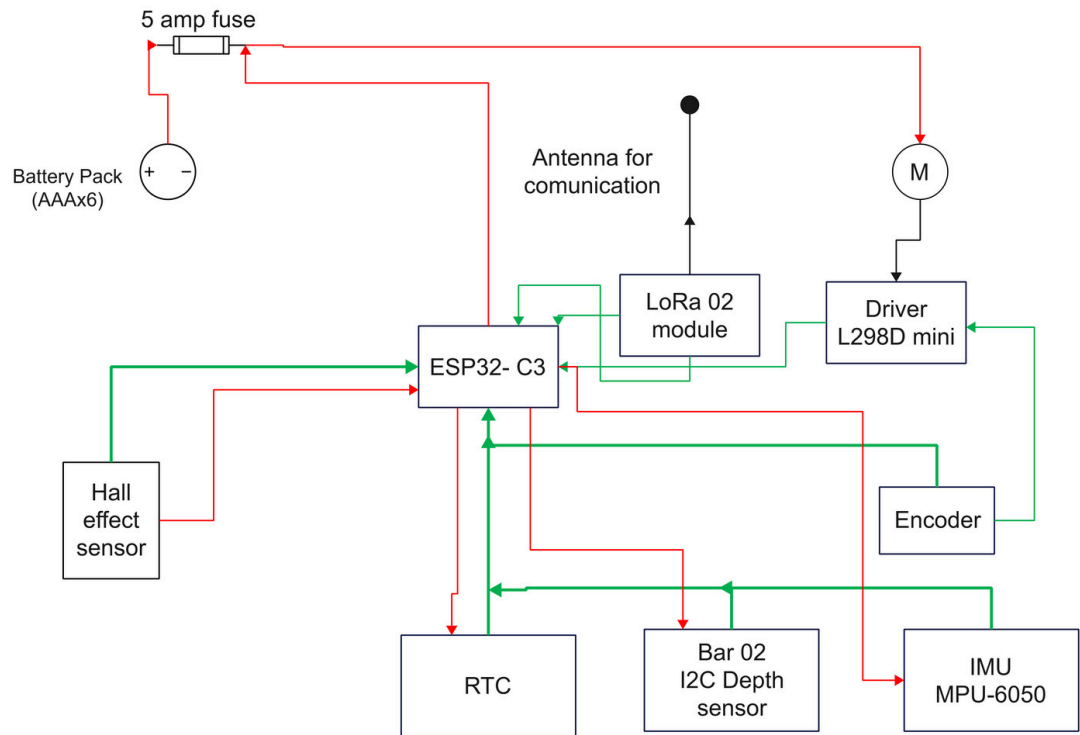 5 amp fuse
+ −
Battery Pack
(AAAx6)
Antenna for
comunication
M
LoRa 02
module
Driver
L298D mini
ESP32- C3
Hall
effect
sensor
Encoder
RTC
Bar 02
I2C Depth
sensor
IMU
MPU-6050